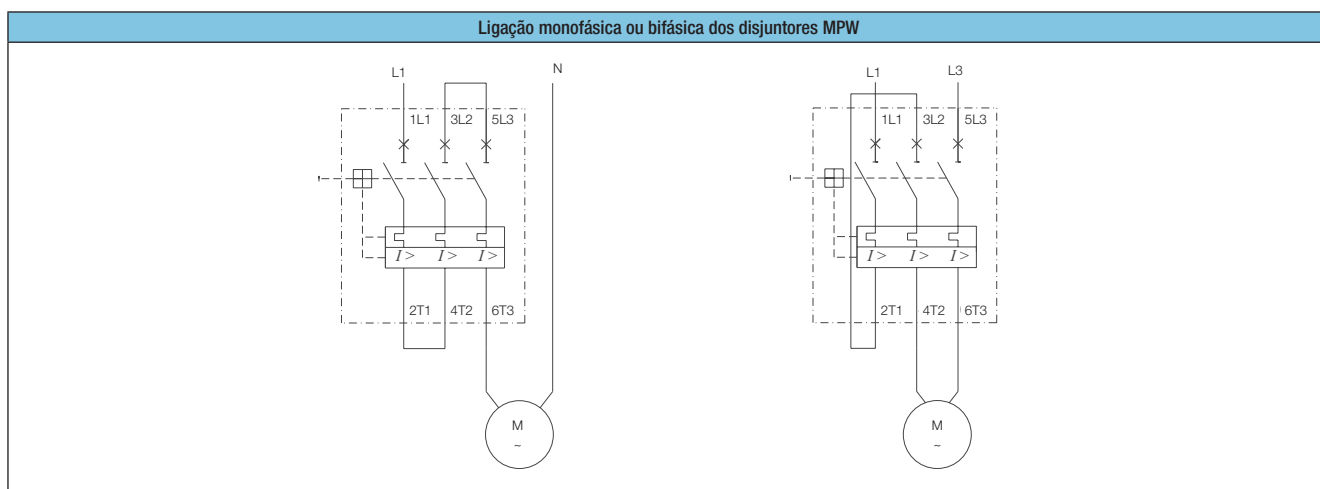 Ligação monofásica ou bifásica dos disjuntores MPW
L1 N
1L1 3L2 5L3
I > I > I >
2T1 4T2 6T3
M
~
L1 L3
1L1 3L2 5L3
I > I > I >
2T1 4T2 6T3
M
~